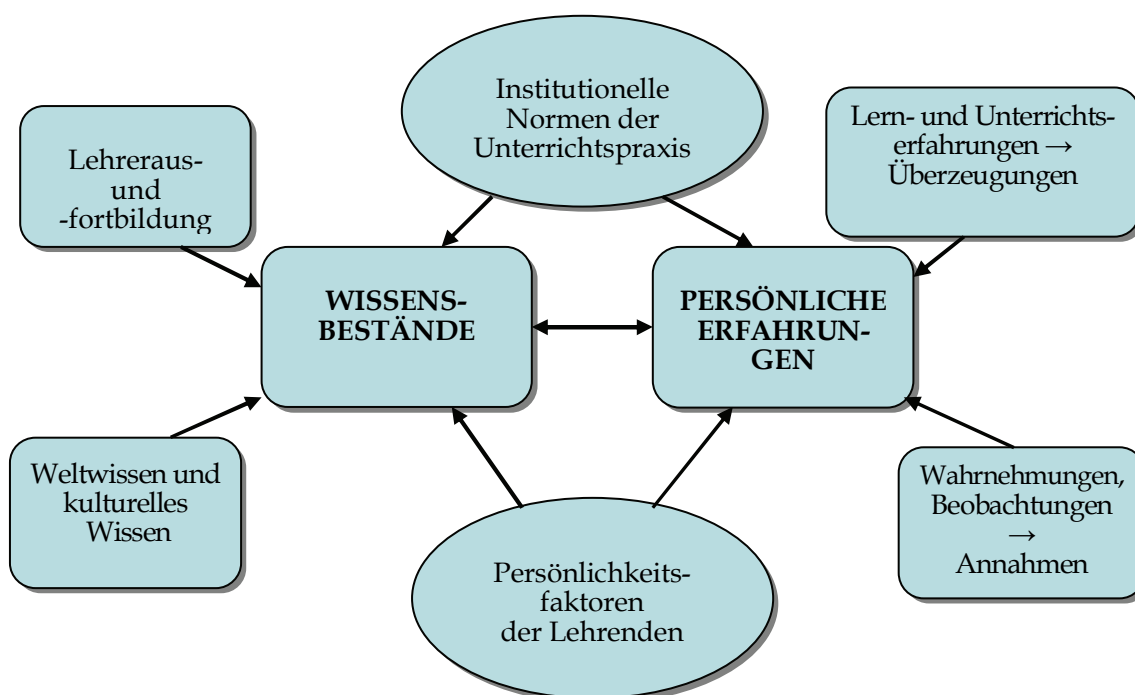 Institutionelle
Normen der
Unterrichtspraxis
Lehreraus-
und
-fortbildung
Lern- und Unterrichts-
erfahrungen →
Überzeugungen
WISSENS-
BESTÄNDE
PERSÖNLICHE
ERFAHRUN-
GEN
Weltwissen und
kulturelles
Wissen
Wahrnehmungen,
Beobachtungen
→
Annahmen
Persönlichkeits-
faktoren
der Lehrenden